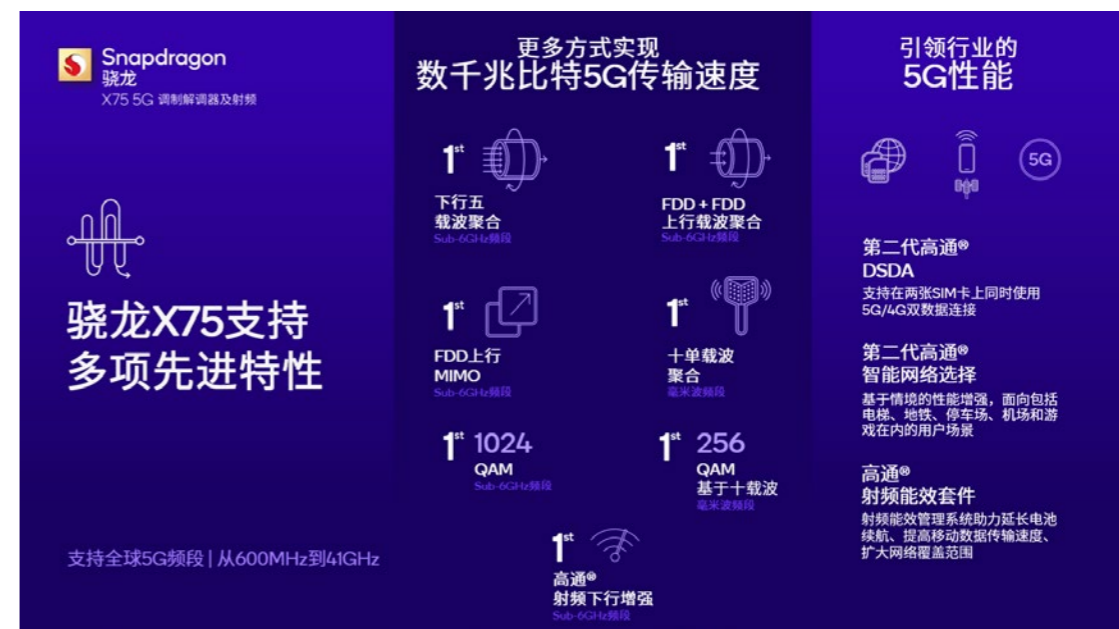 Snapdragon
骁龙
X75 5G 调制解调器及射频
骁龙X75支持
多项先进特性
支持全球5G频段 | 从600MHz到41GHz
更多方式实现
数千兆比特5G传输速度
1st
下行五
载波聚合
Sub-6GHz频段
1st
FDD + FDD
上行载波聚合
Sub-6GHz频段
1st
FDD上行
MIMO
Sub-6GHz频段
1st
十单载波
聚合
毫米波频段
1st 1024
QAM
Sub-6GHz频段
1st 256
QAM
基于十载波
毫米波频段
1st
高通®
射频下行增强
Sub-6GHz频段
引领行业的
5G性能
5G
第二代高通®
DSDA
支持在两张SIM卡上同时使用
5G/4G双数据连接
第二代高通®
智能网络选择
基于情境的性能增强，面向包括
电梯、地铁、停车场、机场和游
戏在内的用户场景
高通®
射频能效套件
射频能效管理系统助力延长电池
续航、提高移动数据传输速度、
扩大网络覆盖范围